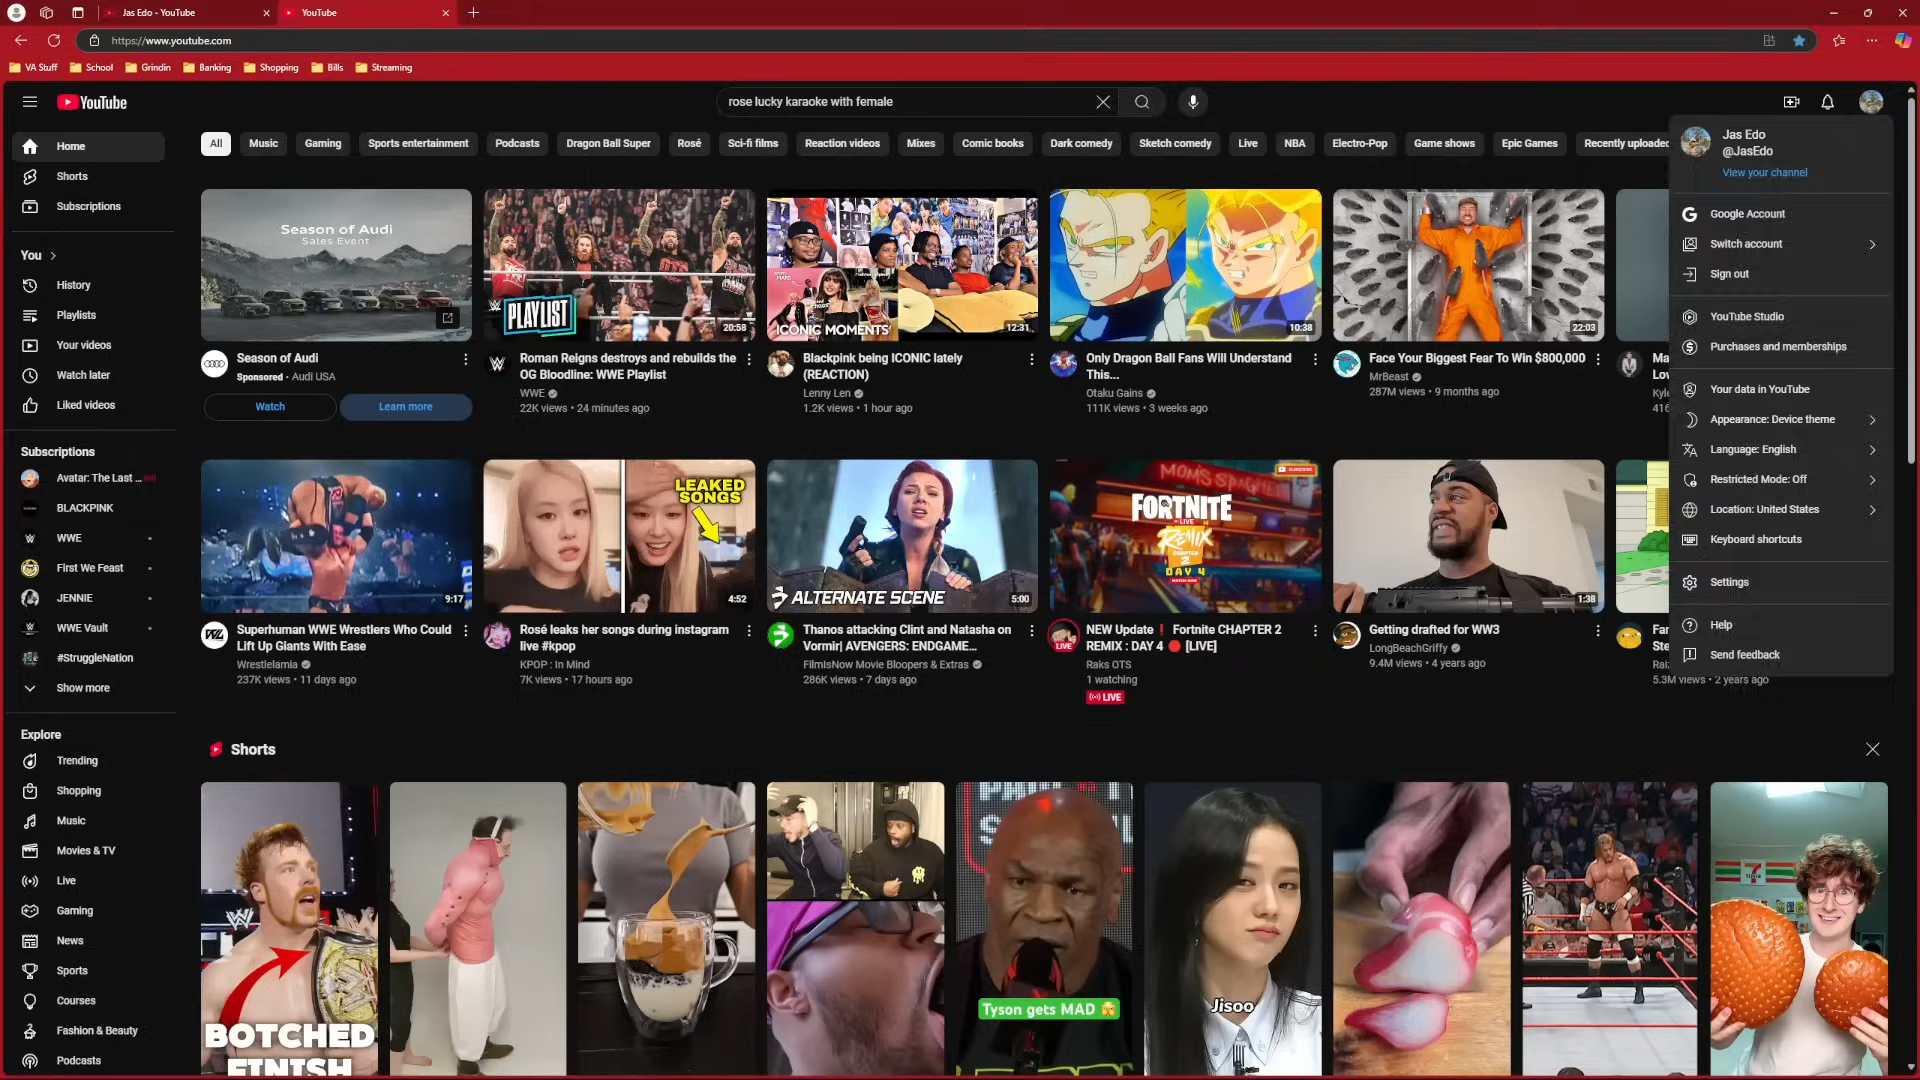 Jas Edo - YouTube
YouTube
https://www.youtube.com
VA Stuff
School
Grindin
Banking
Shopping
Bills
Streaming
YouTube
rose lucky karaoke with female
All
Music
Gaming
Sports entertainment
Podcasts
Dragon Ball Super
Rosé
Sci-fi films
Reaction videos
Mixes
Comic books
Dark comedy
Sketch comedy
Live
NBA
Electro-Pop
Game shows
Epic Games
Recently uploaded
Home
Shorts
Subscriptions
You
History
Playlists
Your videos
Watch later
Liked videos
Subscriptions
Avatar: The Last ...
BLACKPINK
WWE
First We Feast
JENNIE
WWE Vault
#StruggleNation
Show more
Explore
Trending
Shopping
Music
Movies & TV
Live
Gaming
News
Sports
Courses
Fashion & Beauty
Podcasts
Season of Audi
Sales Event
Season of Audi
Sponsored · Audi USA
Watch
Learn more
PLAYLIST
20:58
Roman Reigns destroys and rebuilds the
OG Bloodline: WWE Playlist
WWE
22K views • 24 minutes ago
ICONIC MOMENTS
12:31
Blackpink being ICONIC lately
(REACTION)
Lenny Len
1.2K views • 1 hour ago
10:38
Only Dragon Ball Fans Will Understand
This...
Otaku Gains
111K views • 3 weeks ago
22:03
Face Your Biggest Fear To Win $800,000
MrBeast
287M views • 9 months ago
9:17
Superhuman WWE Wrestlers Who Could
Lift Up Giants With Ease
Wrestlelamia
237K views • 11 days ago
LEAKED
SONGS
4:52
Rosé leaks her songs during instagram
live #kpop
KPOP : In Mind
7K views • 17 hours ago
ALTERNATE SCENE
5:00
Thanos attacking Clint and Natasha on
Vormir| AVENGERS: ENDGAME...
FilmIsNow Movie Bloopers & Extras
286K views • 7 days ago
MOM'S SPAGHETTI
SUBSCRIBE
FORTNITE
LIVE
REMIX
CHAPTER
2
DAY 4
LIVE
NEW Update❗ Fortnite CHAPTER 2
REMIX : DAY 4 🔴 [LIVE]
Raks OTS
1 watching
LIVE
1:38
Getting drafted for WW3
LongBeachGriffy
9.4M views • 4 years ago
5.3M views • 2 years ago
Jas Edo
@JasEdo
View your channel
Google Account
Switch account
Sign out
YouTube Studio
Purchases and memberships
Your data in YouTube
Appearance: Device theme
Language: English
Restricted Mode: Off
Location: United States
Keyboard shortcuts
Settings
Help
Send feedback
Shorts
BOTCHED
FINISH
Tyson gets MAD
Jisoo